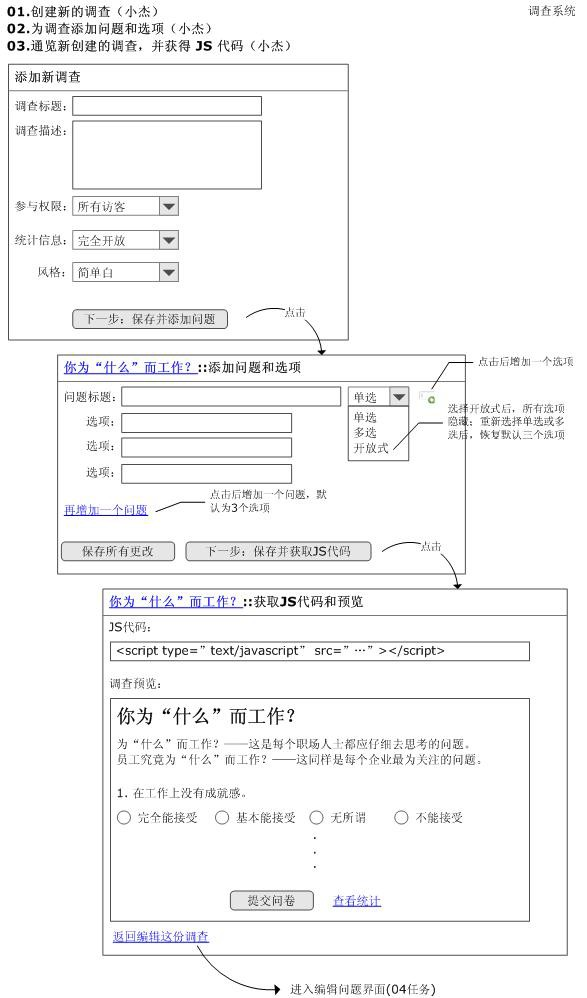 01.创建新的调查（小杰）
调查系统
02.为调查添加问题和选项（小杰）
03.通览新创建的调查，并获得 JS 代码（小杰）
添加新调查
调查标题：
调查描述：
参与权限： 所有访客
统计信息： 完全开放
风格： 简单白
下一步：保存并添加问题
点击
你为“什么”而工作？::添加问题和选项
点击后增加一个选项
问题标题： 单选
单选
多选
开放式
选择开放式后，所有选项
隐藏；重新选择单选或多
选后，恢复默认三个选项
选项：
选项：
选项：
再增加一个问题
点击后增加一个问题，默
认为3个选项
保存所有更改
下一步：保存并获取JS代码
点击
你为“什么”而工作？::获取JS代码和预览
JS代码：
<script type=”text/javascript” src=”…”></script>
调查预览：
你为“什么”而工作？
为“什么”而工作？——这是每个职场人士都应仔细去思考的问题。
员工究竟为“什么”而工作？——这同样是每个企业最为关注的问题。
1. 在工作上没有成就感。
完全能接受 基本能接受 无所谓 不能接受
提交问卷 查看统计
返回编辑这份调查
进入编辑问题界面(04任务)